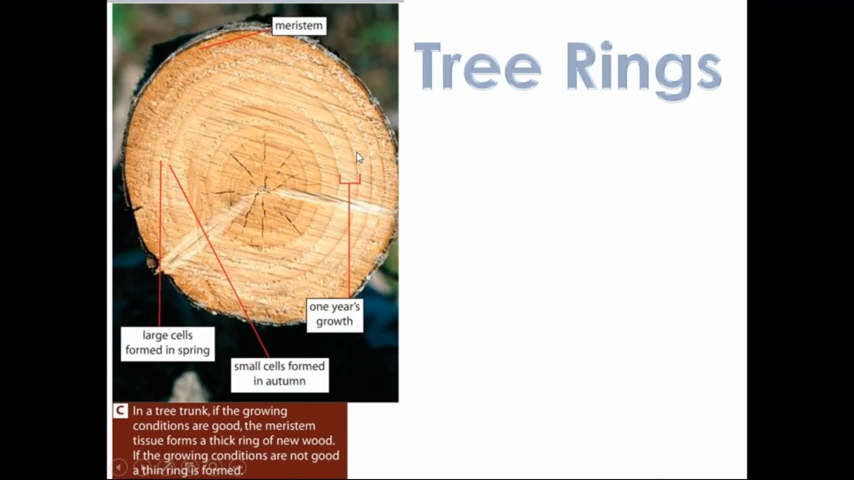 meristem
Tree Rings
one year's
growth
large cells
formed in spring
small cells formed
in autumn
C In a tree trunk, if the growing
conditions are good, the meristem
tissue forms a thick ring of new wood.
If the growing conditions are not good
a thin ring is formed.